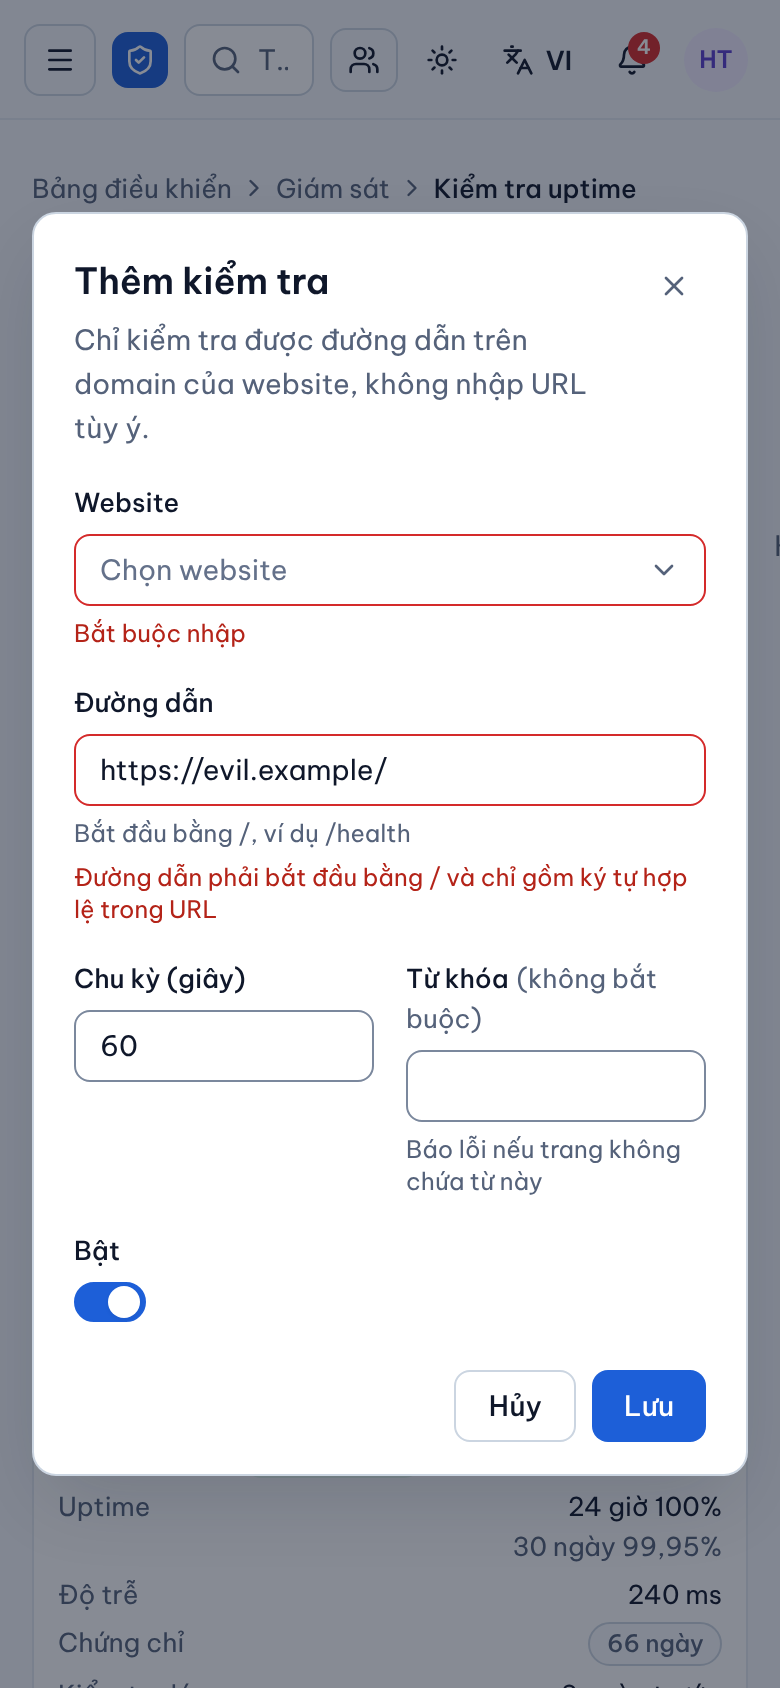 T..
VI
4
HT
Bảng điều khiển > Giám sát > Kiểm tra uptime
Thêm kiểm tra
Chỉ kiểm tra được đường dẫn trên
domain của website, không nhập URL
tùy ý.
Website
Chọn website
Bắt buộc nhập
Đường dẫn
https://evil.example/
Bắt đầu bằng /, ví dụ /health
Đường dẫn phải bắt đầu bằng / và chỉ gồm ký tự hợp
lệ trong URL
Chu kỳ (giây)
60
Từ khóa (không bắt
buộc)
Báo lỗi nếu trang không
chứa từ này
Bật
Hủy
Lưu
Uptime
24 giờ 100%
30 ngày 99,95%
Độ trễ
240 ms
Chứng chỉ
66 ngày